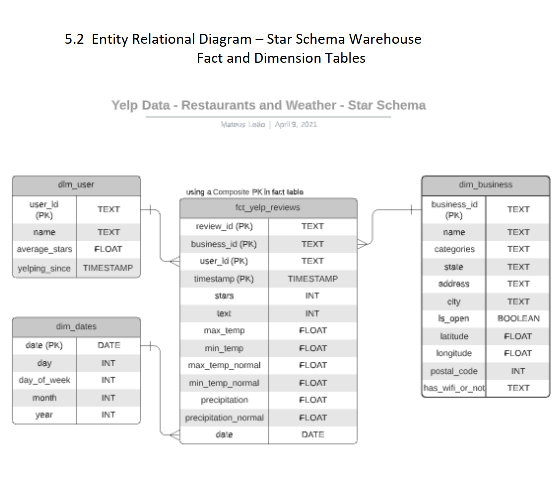 5.2 Entity Relational Diagram – Star Schema Warehouse
Fact and Dimension Tables
Yelp Data - Restaurants and Weather - Star Schema
April 9, 2021
dim_user
user_id (PK) TEXT
name TEXT
average_stars FLOAT
yelping_since TIMESTAMP
dim_dates
date (PK) DATE
day INT
day_of_week INT
month INT
year INT
using a Composite PK in fact table
fct_yelp_reviews
review_id (PK) TEXT
business_id (PK) TEXT
user_id (PK) TEXT
timestamp (PK) TIMESTAMP
stars INT
text INT
max_temp FLOAT
min_temp FLOAT
max_temp_normal FLOAT
min_temp_normal FLOAT
precipitation FLOAT
precipitation_normal FLOAT
date DATE
dim_business
business_id (PK) TEXT
name TEXT
categories TEXT
state TEXT
address TEXT
city TEXT
is_open BOOLEAN
latitude FLOAT
longitude FLOAT
postal_code INT
has_wifi_or_not TEXT